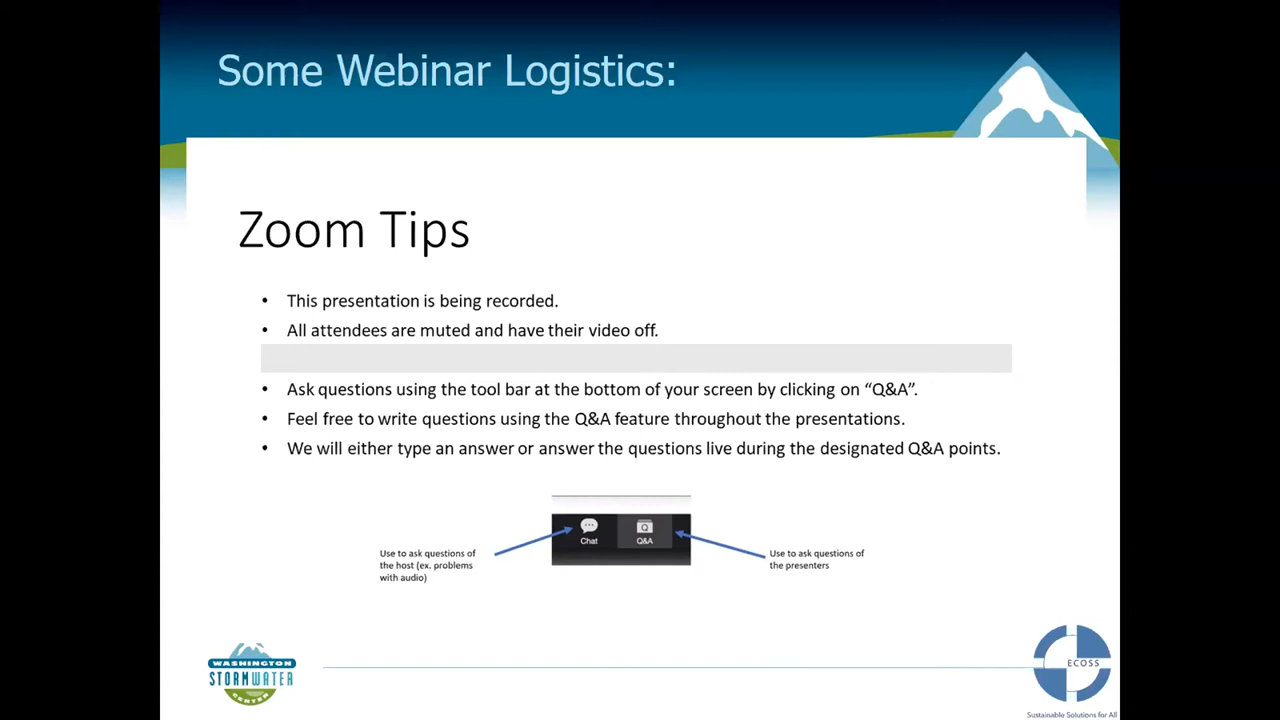 Some Webinar Logistics:
Zoom Tips
• This presentation is being recorded.
• All attendees are muted and have their video off.
• Ask questions using the tool bar at the bottom of your screen by clicking on “Q&A”.
• Feel free to write questions using the Q&A feature throughout the presentations.
• We will either type an answer or answer the questions live during the designated Q&A points.
Use to ask questions of
the host (ex. problems
with audio)
Chat
Q
Q&A
Use to ask questions of
the presenters
WASHINGTON
STORMWATER
CENTER
ECOSS
Sustainable Solutions for All